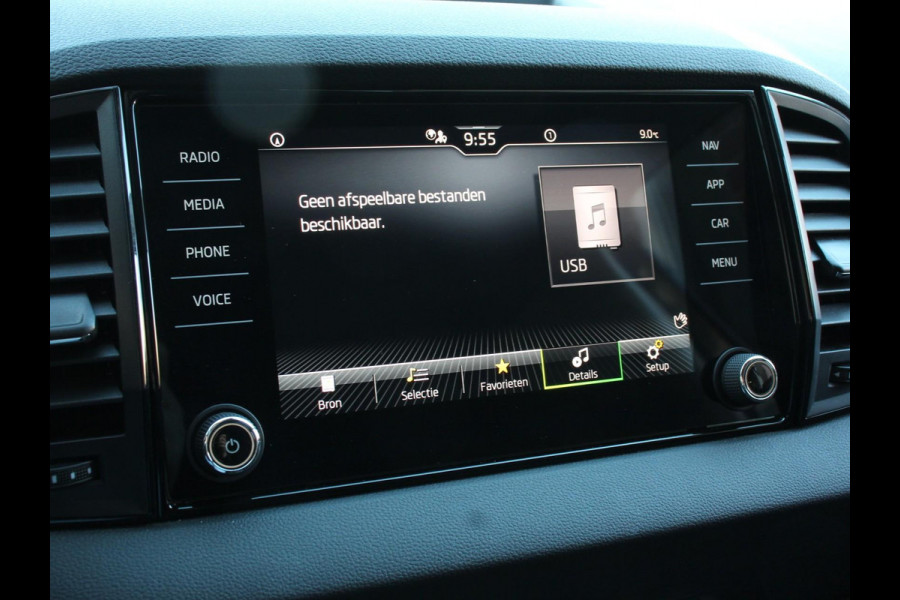 9:55
1
9.0℃
RADIO
MEDIA
PHONE
VOICE
Geen afspeelbare bestanden
beschikbaar.
USB
NAV
APP
CAR
MENU
Bron
Selectie
Favorieten
Details
Setup